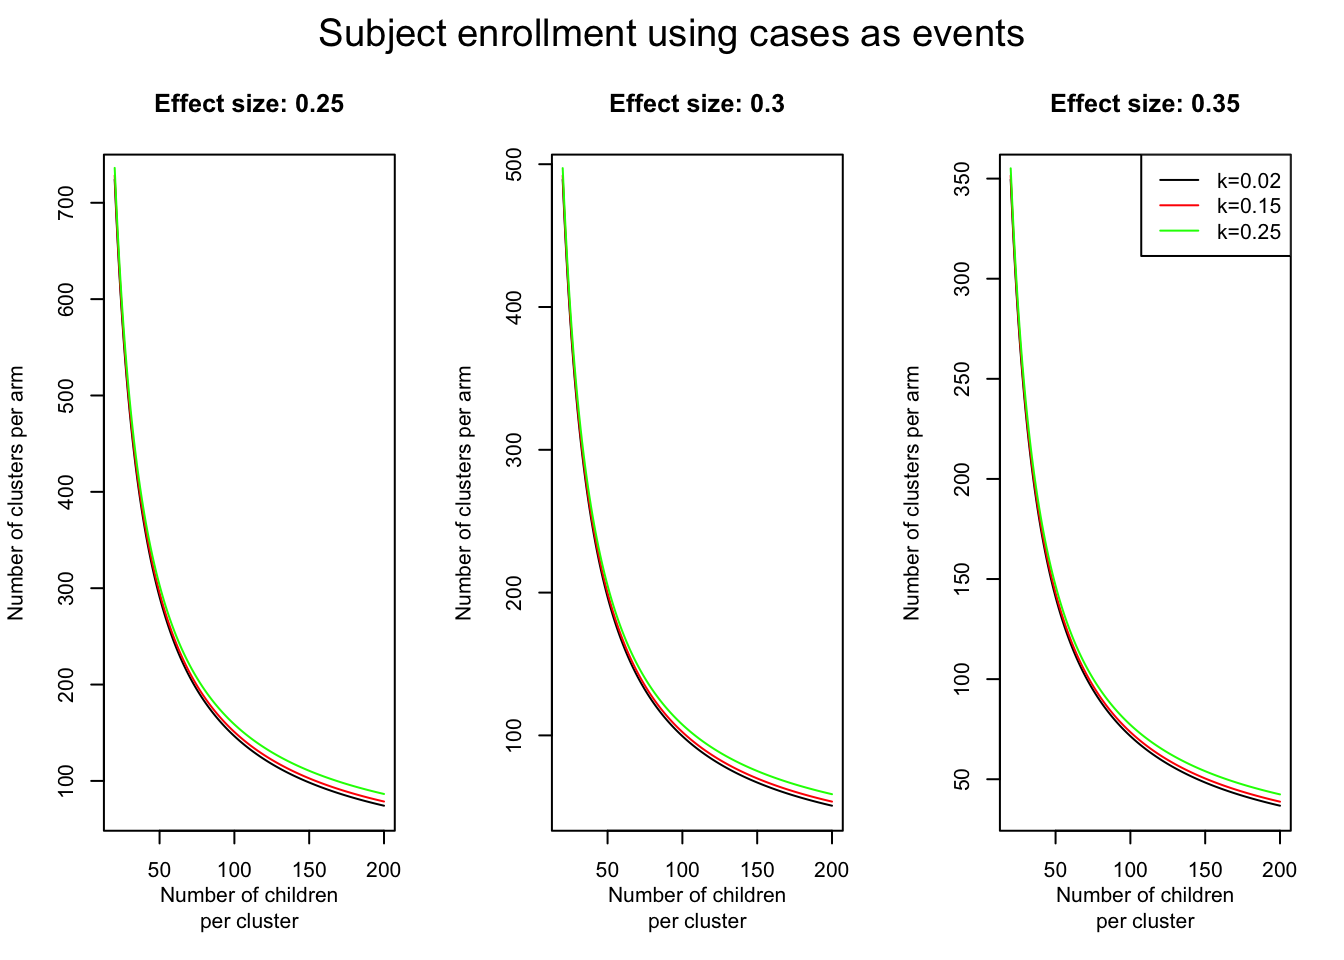 Subject enrollment using cases as events
Effect size: 0.25
Number of clusters per arm
700
600
500
400
300
200
100
50 100 150 200
Number of children
per cluster
Effect size: 0.3
Number of clusters per arm
500
400
300
200
100
50 100 150 200
Number of children
per cluster
Effect size: 0.35
Number of clusters per arm
350
300
250
200
150
100
50
k=0.02
k=0.15
k=0.25
50 100 150 200
Number of children
per cluster